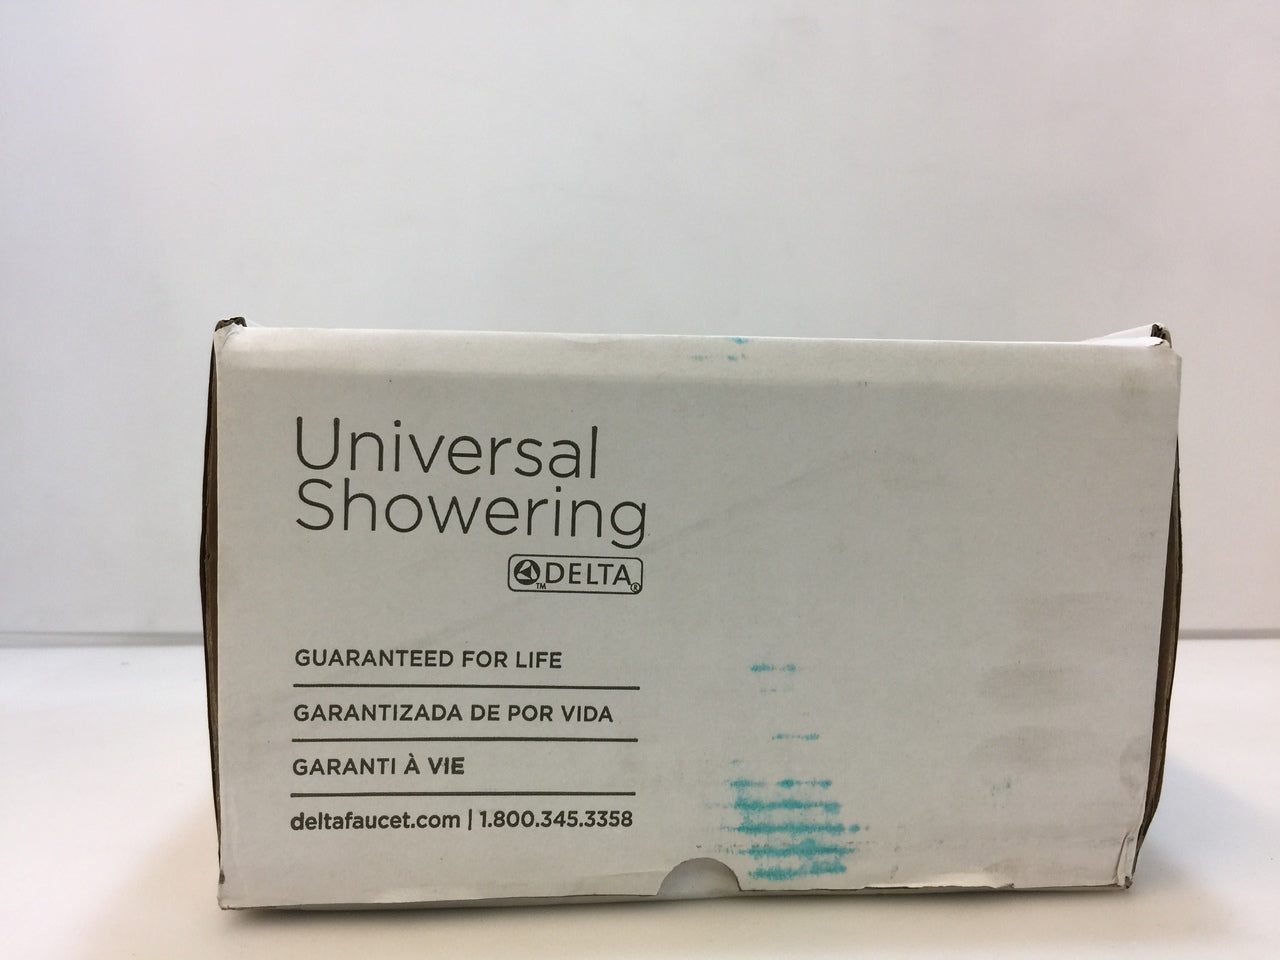 Universal
Showering
DELTA
TM ®
GUARANTEED FOR LIFE
GARANTIZADA DE POR VIDA
GARANTI À VIE
deltafaucet.com | 1.800.345.3358